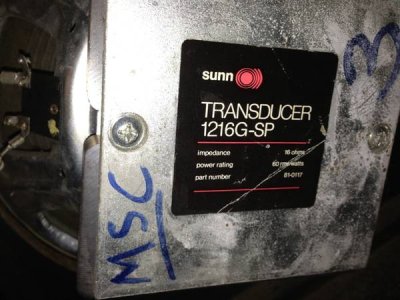 sunn
TRANSDUCER
1216G-SP
impedance 16 ohms
power rating 60 rms watts
part number 81-0117
MSC
3